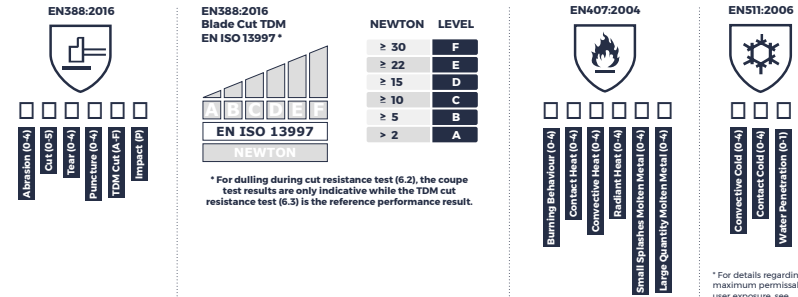 EN388:2016
Abrasion (0-4)
Cut (0-5)
Tear (0-4)
Puncture (0-4)
TDM Cut (A-F)
Impact (P)
EN388:2016
Blade Cut TDM
EN ISO 13997 *
A B C D E F
EN ISO 13997
NEWTON
NEWTON LEVEL
≥ 30 F
≥ 22 E
≥ 15 D
≥ 10 C
≥ 5 B
> 2 A
* For dulling during cut resistance test (6.2), the coupe
test results are only indicative while the TDM cut
resistance test (6.3) is the reference performance result.
EN407:2004
Burning Behaviour (0-4)
Contact Heat (0-4)
Convective Heat (0-4)
Radiant Heat (0-4)
Small Splashes Molten Metal (0-4)
Large Quantity Molten Metal (0-4)
EN511:2006
Convective Cold (0-4)
Contact Cold (0-4)
Water Penetration (0-1)
* For details regardin
maximum permissal
user exposure, see